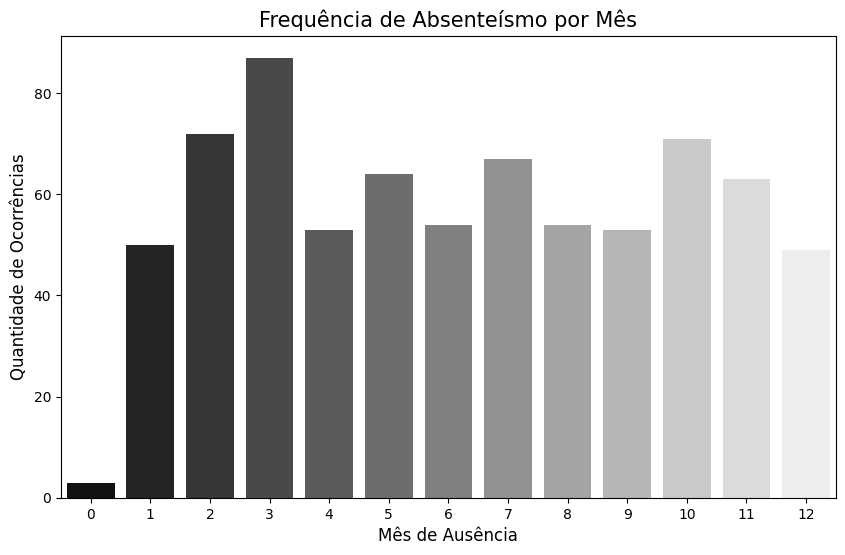 Frequência de Absenteísmo por Mês
Quantidade de Ocorrências
80
60
40
20
0
0 1 2 3 4 5 6 7 8 9 10 11 12
Mês de Ausência